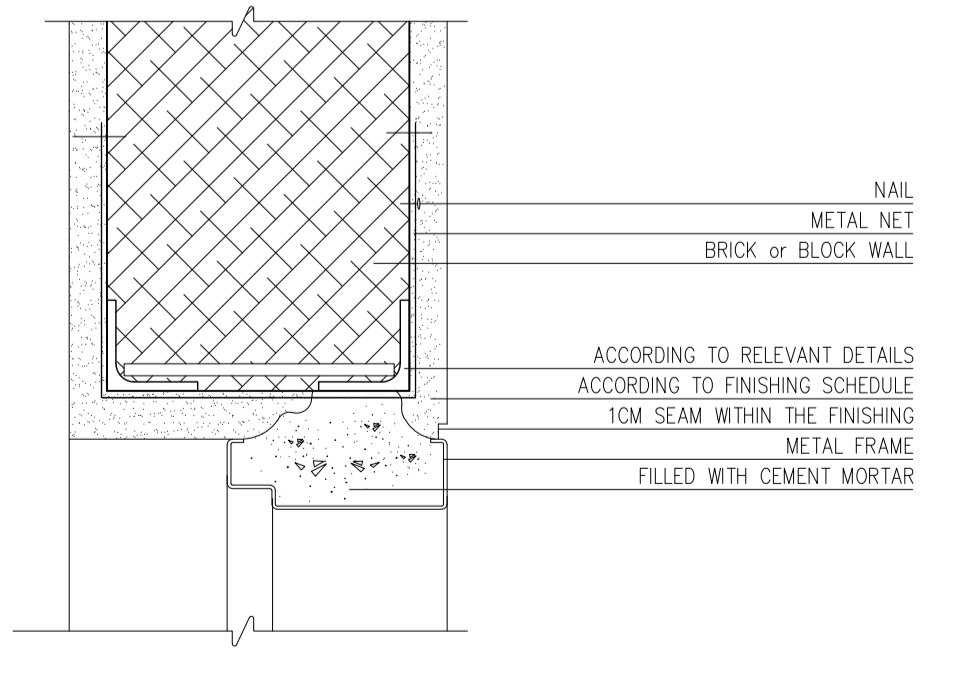 NAIL
METAL NET
BRICK or BLOCK WALL
ACCORDING TO RELEVANT DETAILS
ACCORDING TO FINISHING SCHEDULE
1CM SEAM WITHIN THE FINISHING
METAL FRAME
FILLED WITH CEMENT MORTAR